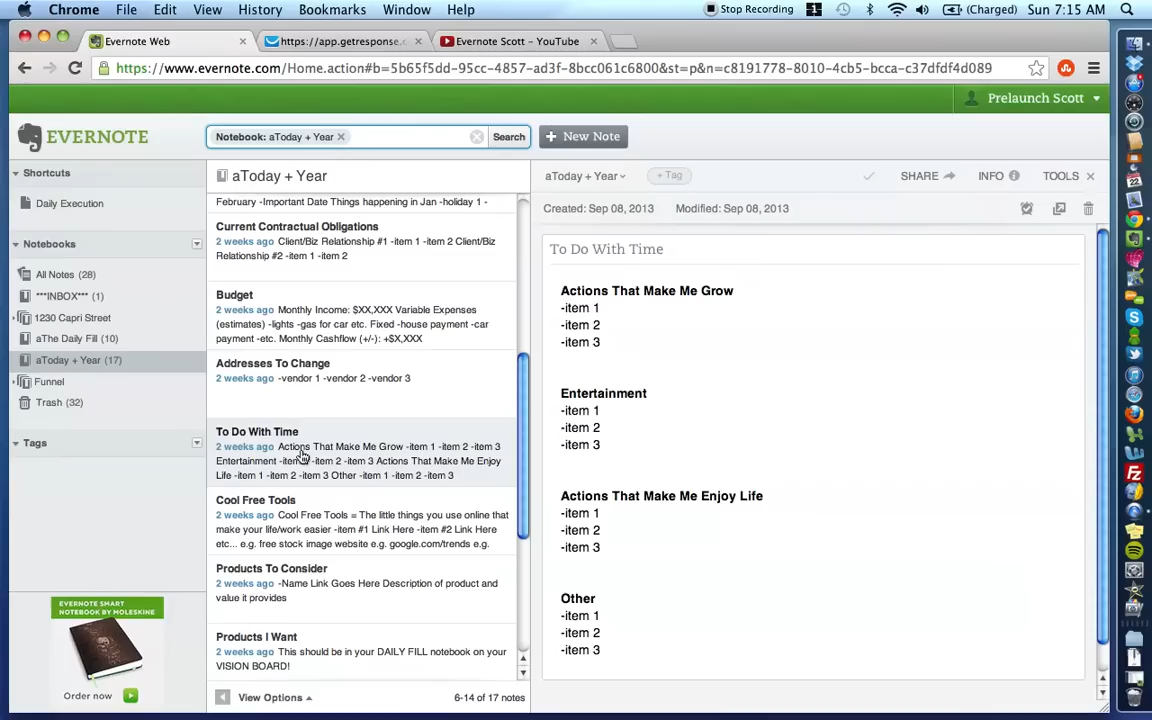 Chrome File Edit View History Bookmarks Window Help Stop Recording 1 (Charged) Sun 7:15 AM
Evernote Web https://app.getresponse.c Evernote Scott - YouTube
https://www.evernote.com/Home.action#b=5b65f5dd-95cc-4857-ad3f-8bcc061c6800&st=p&n=c8191778-8010-4cb5-bcca-c37dfdf4d089
Prelaunch Scott
EVERNOTE
Notebook: aToday + Year
Search
+ New Note
Shortcuts
Daily Execution
Notebooks
All Notes (28)
***INBOX*** (1)
1230 Capri Street
aThe Daily Fill (10)
aToday + Year (17)
Funnel
Trash (32)
Tags
EVERNOTE SMART
NOTEBOOK BY MOLESKINE
Order now
aToday + Year
February -Important Date Things happening in Jan -holiday 1 -
Current Contractual Obligations
2 weeks ago Client/Biz Relationship #1 -item 1 -item 2 Client/Biz
Relationship #2 -item 1 -item 2
Budget
2 weeks ago Monthly Income: $XX,XXX Variable Expenses
(estimates) -lights -gas for car etc. Fixed -house payment -car
payment -etc. Monthly Cashflow (+/-): +$X,XXX
Addresses To Change
2 weeks ago -vendor 1 -vendor 2 -vendor 3
To Do With Time
2 weeks ago Actions That Make Me Grow -item 1 -item 2 -item 3
Entertainment -item -item 2 -item 3 Actions That Make Me Enjoy
Life -item 1 -item 2 -item 3 Other -item 1 -item 2 -item 3
Cool Free Tools
2 weeks ago Cool Free Tools = The little things you use online that
make your life/work easier -item #1 Link Here -item #2 Link Here
etc... e.g. free stock image website e.g. google.com/trends e.g.
Products To Consider
2 weeks ago -Name Link Goes Here Description of product and
value it provides
Products I Want
2 weeks ago This should be in your DAILY FILL notebook on your
VISION BOARD!
View Options
6-14 of 17 notes
aToday + Year
+ Tag
SHARE
INFO
TOOLS
Created: Sep 08, 2013 Modified: Sep 08, 2013
To Do With Time
Actions That Make Me Grow
-item 1
-item 2
-item 3
Entertainment
-item 1
-item 2
-item 3
Actions That Make Me Enjoy Life
-item 1
-item 2
-item 3
Other
-item 1
-item 2
-item 3